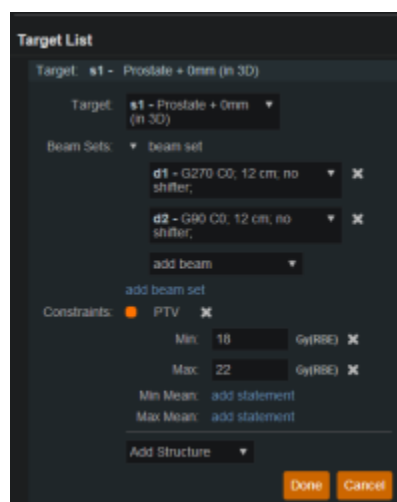 Target List
Target: s1 - Prostate + 0mm (in 3D)
Target: s1 - Prostate + 0mm
(in 3D)
Beam Sets: beam set
d1 - G270 C0; 12 cm; no
shifter;
d2 - G90 C0; 12 cm; no
shifter;
add beam
add beam set
Constraints: PTV
Min: 18 Gy(RBE)
Max: 22 Gy(RBE)
Min Mean: add statement
Max Mean: add statement
Add Structure
Done Cancel